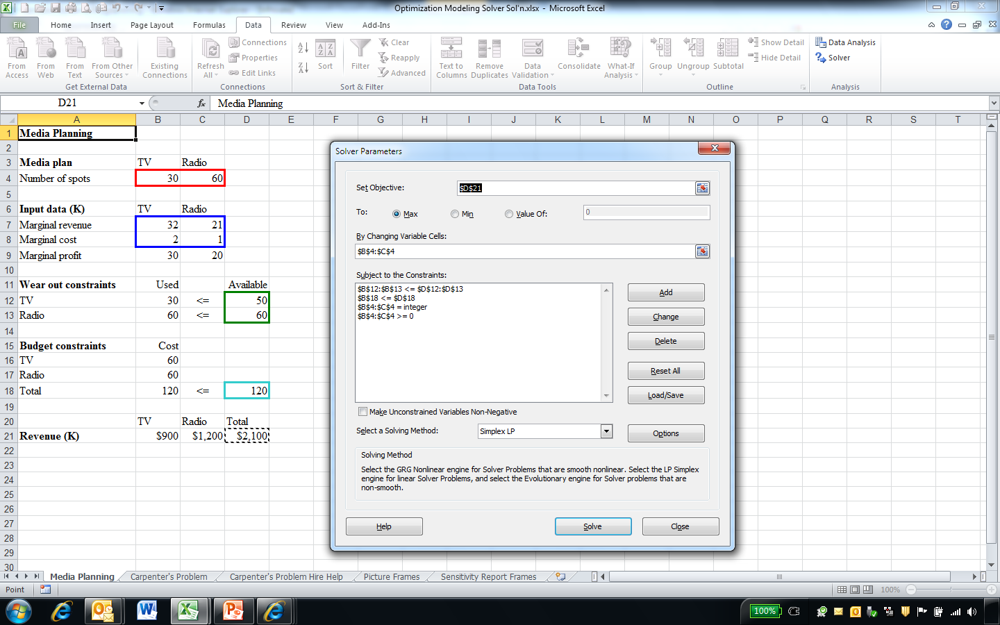 Optimization Modeling Solver Sol'n.xlsx - Microsoft Excel
File Home Insert Page Layout Formulas Data Review View Add-Ins
From Access From Web From Text From Other Sources Existing Connections Refresh All Connections Properties Edit Links Sort Filter Clear Reapply Advanced Text to Columns Remove Duplicates Data Validation Consolidate What-If Analysis Group Ungroup Subtotal Show Detail Hide Detail Data Analysis Solver
Get External Data Connections Sort & Filter Data Tools Outline Analysis
D21 fx Media Planning
A B C D E F G H I J K L M N O P Q R S T
1 Media Planning
2
3 Media plan TV Radio
4 Number of spots 30 60
5
6 Input data (K) TV Radio
7 Marginal revenue 32 21
8 Marginal cost 2 1
9 Marginal profit 30 20
10
11 Wear out constraints Used Available
12 TV 30 <= 50
13 Radio 60 <= 60
14
15 Budget constraints Cost
16 TV 60
17 Radio 60
18 Total 120 <= 120
19
20 TV Radio Total
21 Revenue (K) $900 $1,200 $2,100
22
23
24
25
26
27
28
29
30
Solver Parameters
Set Objective: $D$21
To: Max Min Value Of: 0
By Changing Variable Cells:
$B$4:$C$4
Subject to the Constraints:
$B$12:$B$13 <= $D$12:$D$13
$B$18 <= $D$18
$B$4:$C$4 = integer
$B$4:$C$4 >= 0
Add
Change
Delete
Reset All
Load/Save
Make Unconstrained Variables Non-Negative
Select a Solving Method: Simplex LP Options
Solving Method
Select the GRG Nonlinear engine for Solver Problems that are smooth nonlinear. Select the LP Simplex
engine for linear Solver Problems, and select the Evolutionary engine for Solver problems that are
non-smooth.
Help Solve Close
Media Planning Carpenter's Problem Carpenter's Problem Hire Help Picture Frames Sensitivity Report Frames
Point 100%
100%